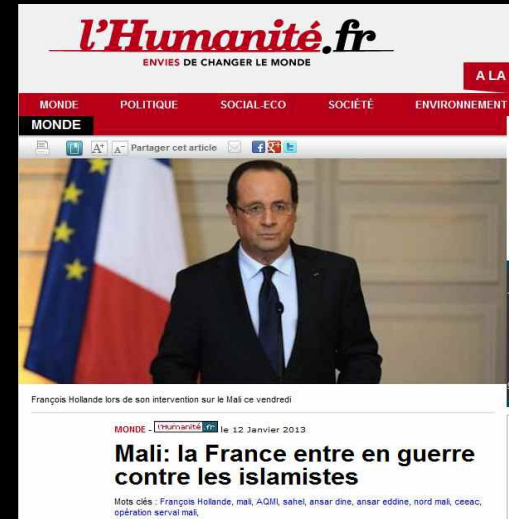 l'Humanité.fr
ENVIES DE CHANGER LE MONDE
A LA
MONDE POLITIQUE SOCIAL-ECO SOCIÉTÉ ENVIRONNEMENT
MONDE
A+ A- Partager cet article
François Hollande lors de son intervention sur le Mali ce vendredi
MONDE - l'Humanité.fr le 12 Janvier 2013
Mali: la France entre en guerre
contre les islamistes
Mots clés : François Hollande, mali, AQMI, sahel, ansar dine, ansar eddine, nord mali, ceeac,
opération serval mali,